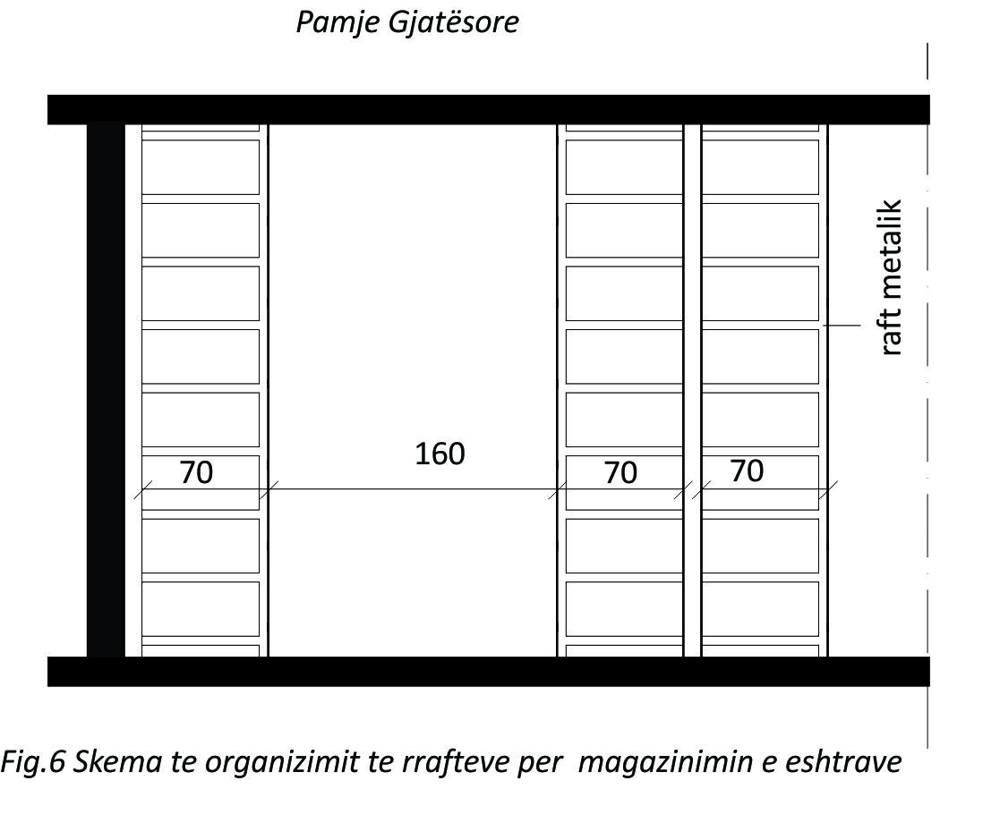 Pamje Gjatësore
raft metalik
160
70
70
70
Fig.6 Skema te organizimit te rrafteve per magazinimin e eshtrave